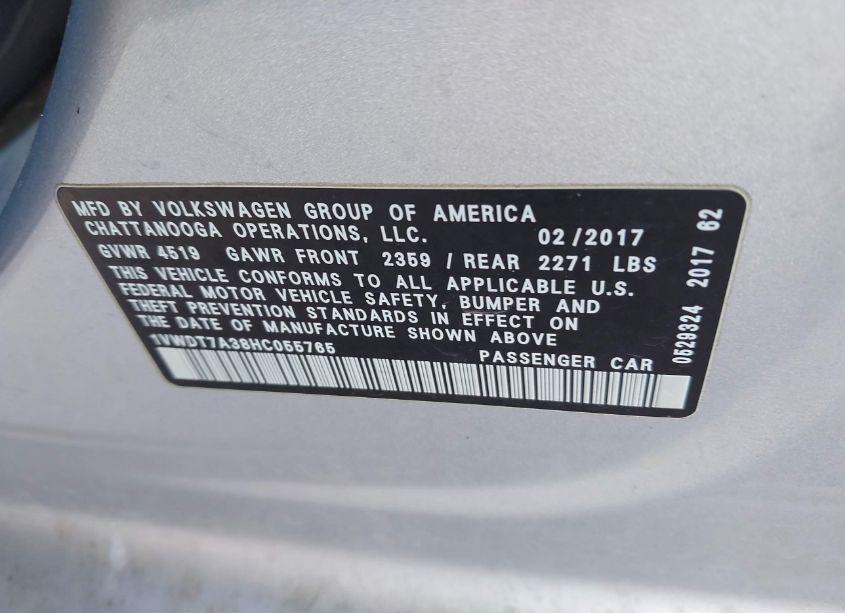 MFD BY VOLKSWAGEN GROUP OF AMERICA
CHATTANOOGA OPERATIONS, LLC. 02/2017
GVWR 4519 GAWR FRONT 2359 / REAR 2271 LBS
THIS VEHICLE CONFORMS TO ALL APPLICABLE U.S.
FEDERAL MOTOR VEHICLE SAFETY, BUMPER AND
THEFT PREVENTION STANDARDS IN EFFECT ON
THE DATE OF MANUFACTURE SHOWN ABOVE
1VWDT7A38HC055765 PASSENGER CAR
0529324 2017 62